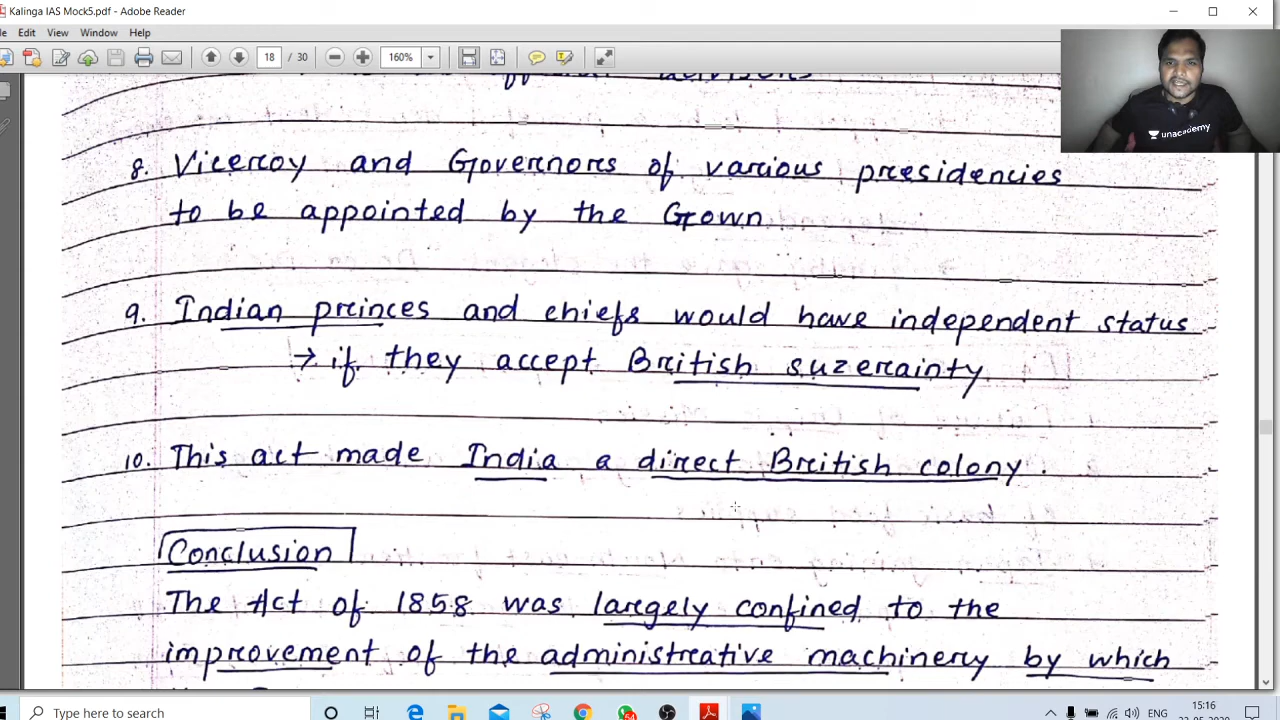 Kalinga IAS Mock5.pdf - Adobe Reader
Edit View Window Help
18 / 30 160%
unacademy
8. Viceroy and Governors of various presidencies
to be appointed by the Crown
9. Indian princes and chiefs would have independent status
→ if they accept British suzerainty
10. This act made India a direct British colony.
Conclusion
The Act of 1858 was largely confined to the
improvement of the administrative machinery by which
Type here to search
ENG
15:16